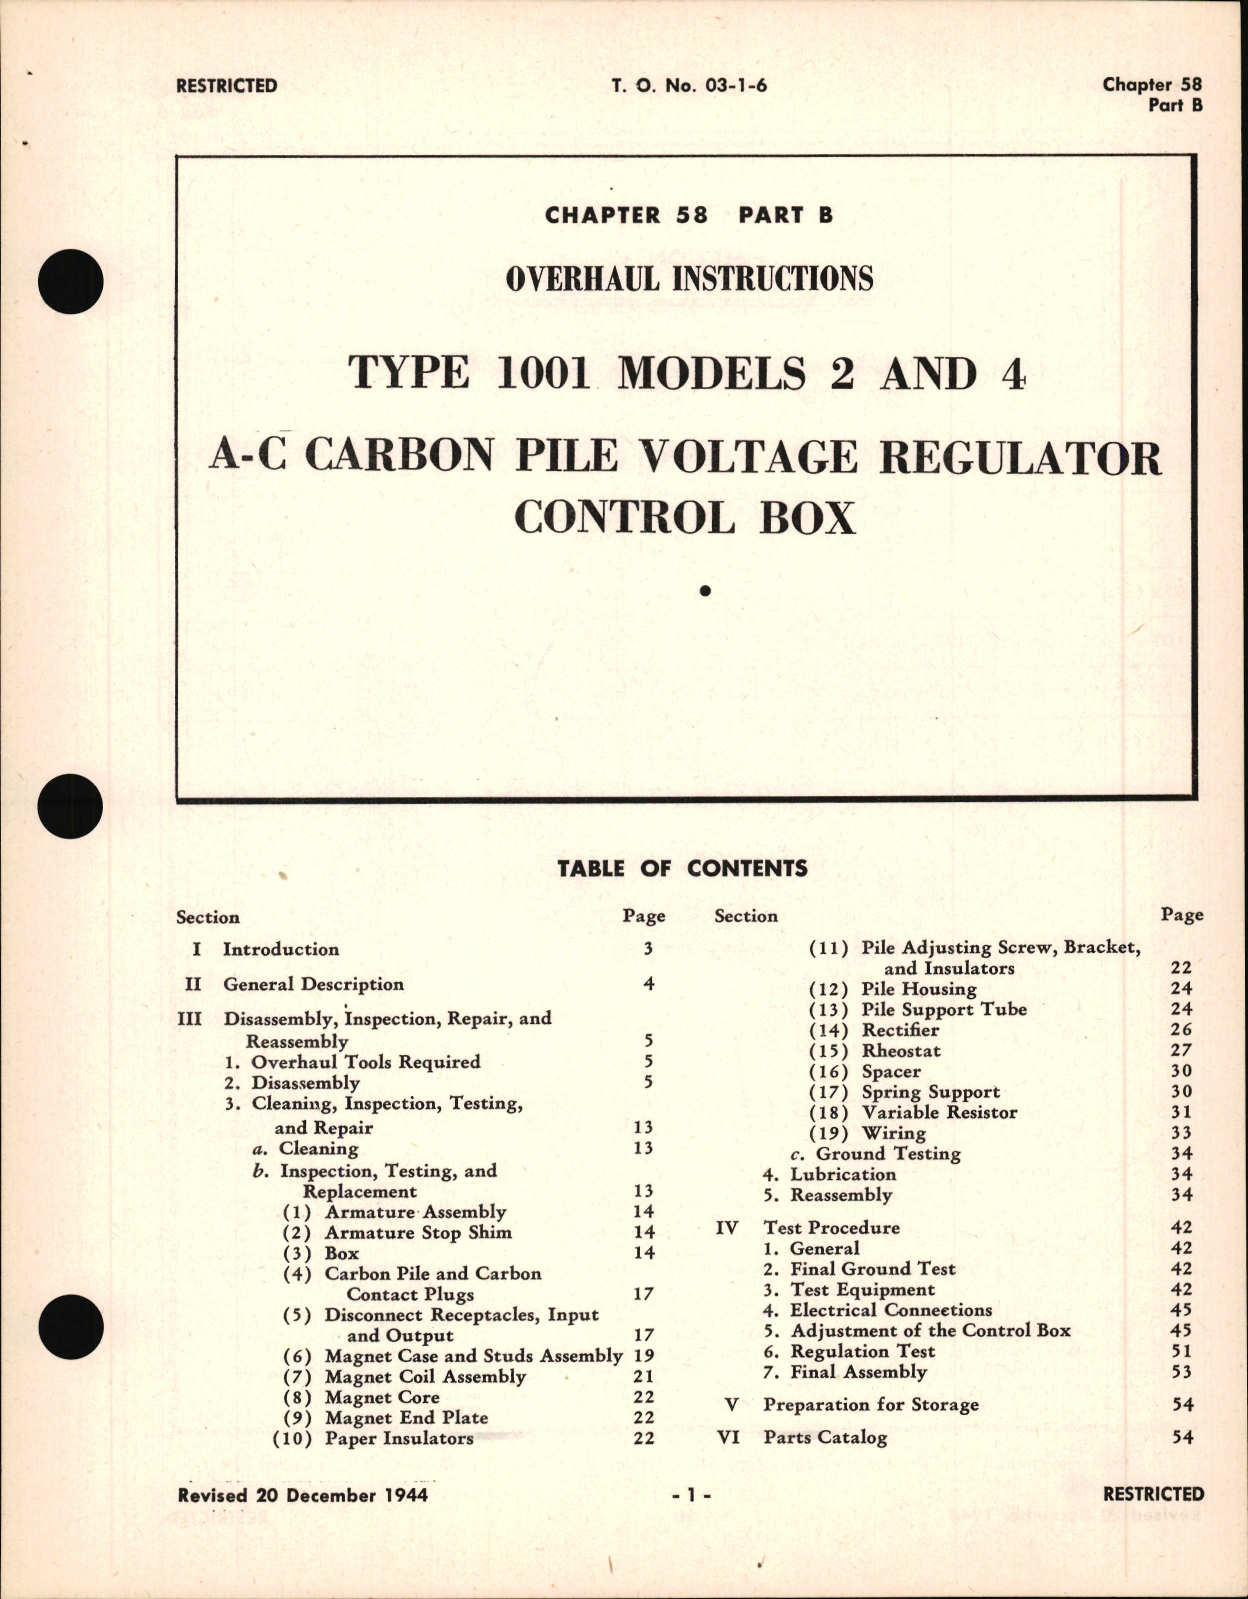 RESTRICTED T. O. No. 03-1-6 Chapter 58
Part B
CHAPTER 58 PART B
OVERHAUL INSTRUCTIONS
TYPE 1001 MODELS 2 AND 4
A-C CARBON PILE VOLTAGE REGULATOR
CONTROL BOX
TABLE OF CONTENTS
Section Page
I Introduction 3
II General Description 4
III Disassembly, Inspection, Repair, and
Reassembly 5
1. Overhaul Tools Required 5
2. Disassembly 5
3. Cleaning, Inspection, Testing,
and Repair 13
a. Cleaning 13
b. Inspection, Testing, and
Replacement 13
(1) Armature Assembly 14
(2) Armature Stop Shim 14
(3) Box 14
(4) Carbon Pile and Carbon
Contact Plugs 17
(5) Disconnect Receptacles, Input
and Output 17
(6) Magnet Case and Studs Assembly 19
(7) Magnet Coil Assembly 21
(8) Magnet Core 22
(9) Magnet End Plate 22
(10) Paper Insulators 22
Section Page
(11) Pile Adjusting Screw, Bracket,
and Insulators 22
(12) Pile Housing 24
(13) Pile Support Tube 24
(14) Rectifier 26
(15) Rheostat 27
(16) Spacer 30
(17) Spring Support 30
(18) Variable Resistor 31
(19) Wiring 33
c. Ground Testing 34
4. Lubrication 34
5. Reassembly 34
IV Test Procedure 42
1. General 42
2. Final Ground Test 42
3. Test Equipment 42
4. Electrical Connections 45
5. Adjustment of the Control Box 45
6. Regulation Test 51
7. Final Assembly 53
V Preparation for Storage 54
VI Parts Catalog 54
Revised 20 December 1944 - 1 - RESTRICTED